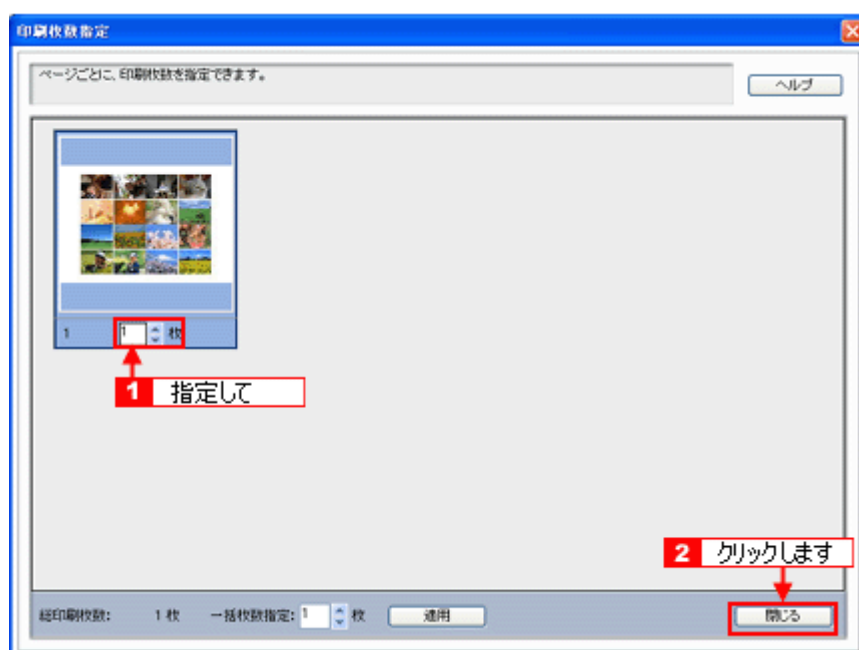 印刷枚数指定
ページごとに、印刷枚数を指定できます。
ヘルプ
1 1 枚
1 指定して
2 クリックします
総印刷枚数: 1 枚 一括枚数指定: 1 枚 適用 閉じる